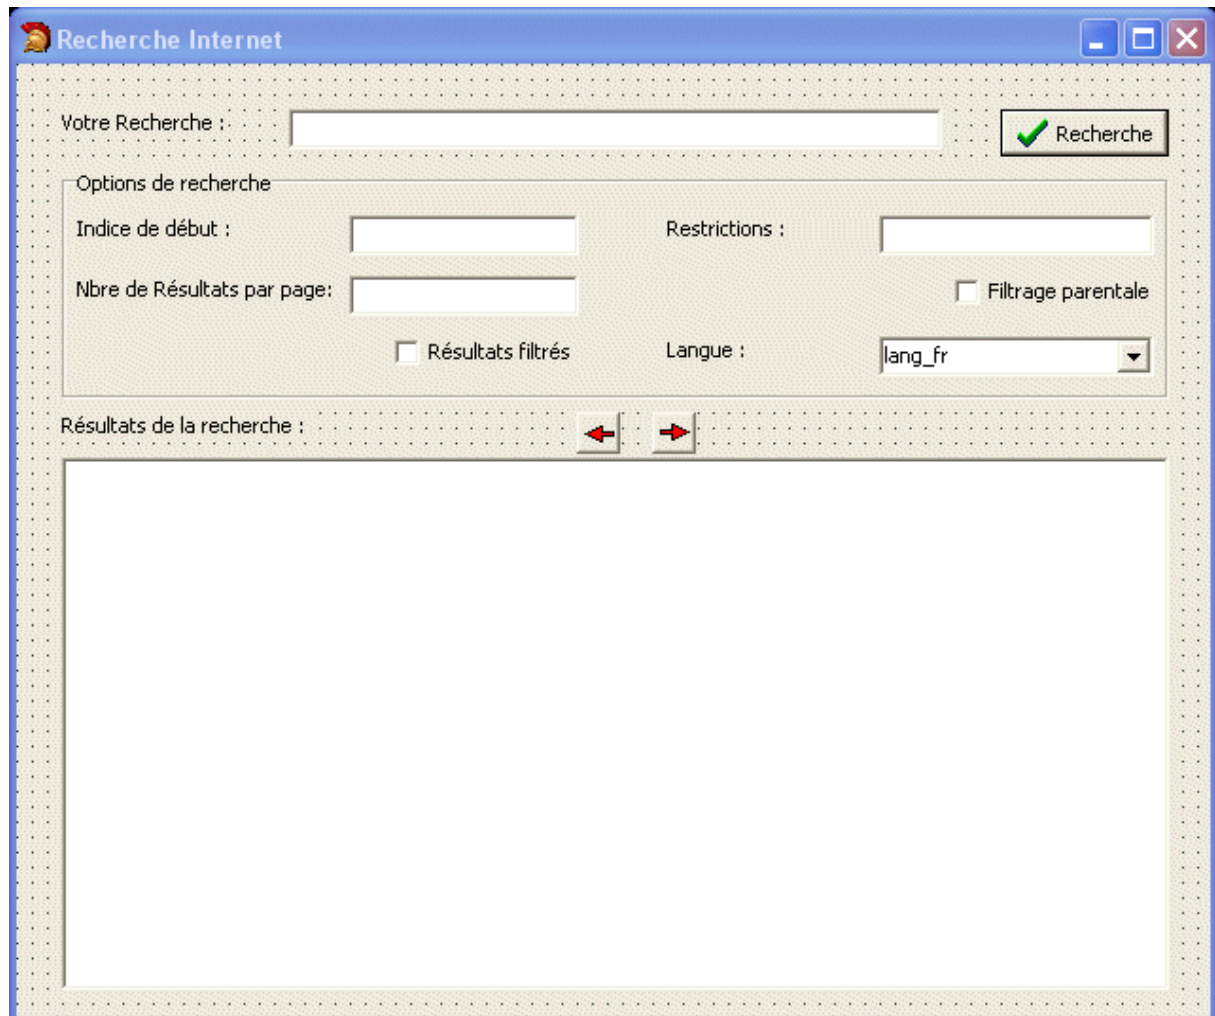 Recherche Internet
Votre Recherche :
Recherche
Options de recherche
Indice de début :
Restrictions :
Nbre de Résultats par page:
Filtrage parentale
Résultats filtrés
Langue :
lang_fr
Résultats de la recherche :